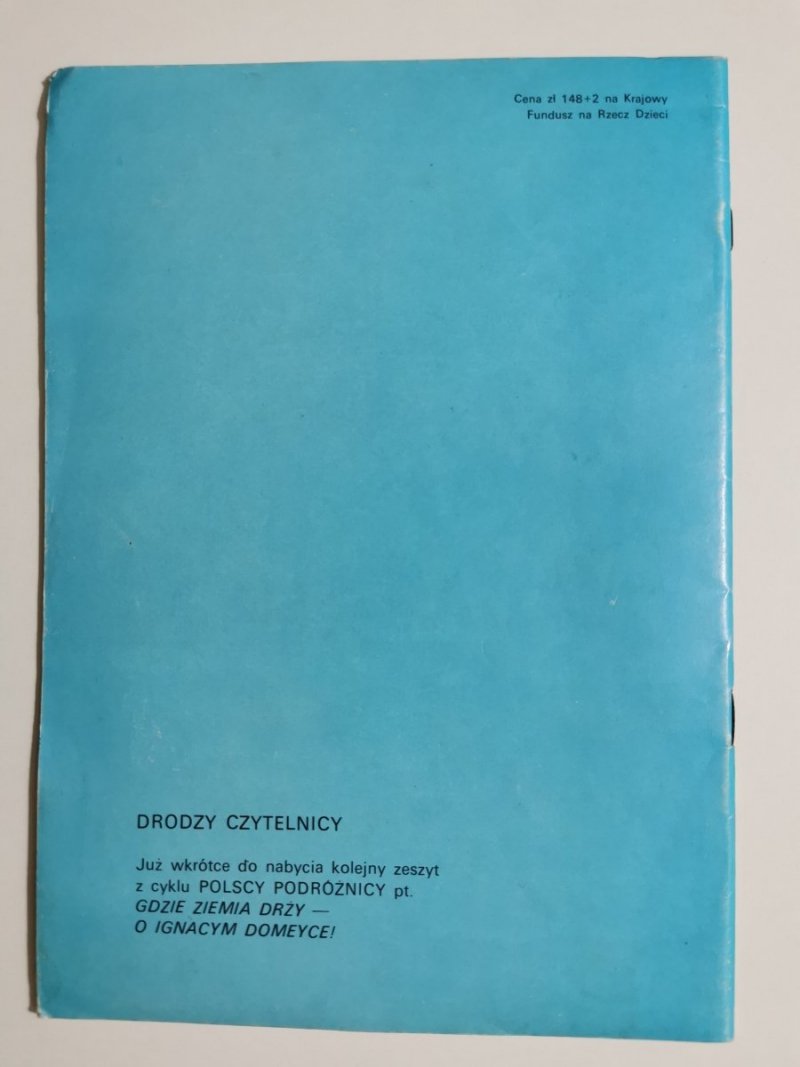 Cena zł 148+2 na Krajowy
Fundusz na Rzecz Dzieci
DRODZY CZYTELNICY
Już wkrótce do nabycia kolejny zeszyt
z cyklu POLSCY PODRÓŻNICY pt.
GDZIE ZIEMIA DRŻY —
O IGNACYM DOMEYCE!